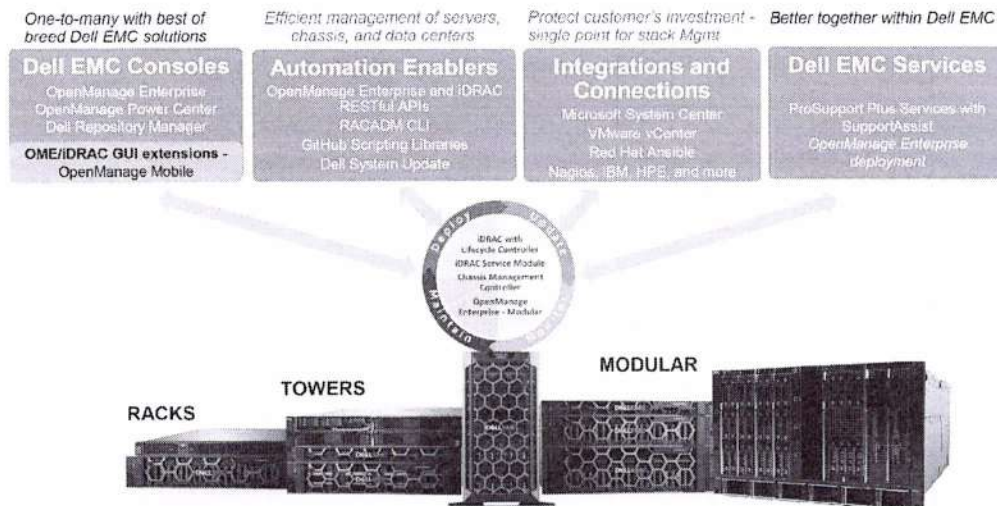 One-to-many with best of
breed Dell EMC solutions
Dell EMC Consoles
OpenManage Enterprise
OpenManage Power Center
Dell Repository Manager
OME/iDRAC GUI extensions -
OpenManage Mobile
Efficient management of servers,
chassis, and data centers
Automation Enablers
OpenManage Enterprise and iDRAC
RESTful APIs
RACADM CLI
GitHub Scripting Libraries
Dell System Update
Protect customer's investment -
single point for stack Mgmt
Integrations and
Connections
Microsoft System Center
VMware vCenter
Red Hat Ansible
Nagios, IBM, HPE, and more
Better together within Dell EMC
Dell EMC Services
ProSupport Plus Services with
SupportAssist
OpenManage Enterprise
deployment
Deploy
Update
Maintain
Monitor
iDRAC with
Lifecycle Controller
iDRAC Service Module
Chassis Management
Controller
OpenManage
Enterprise - Modular
RACKS
TOWERS
MODULAR